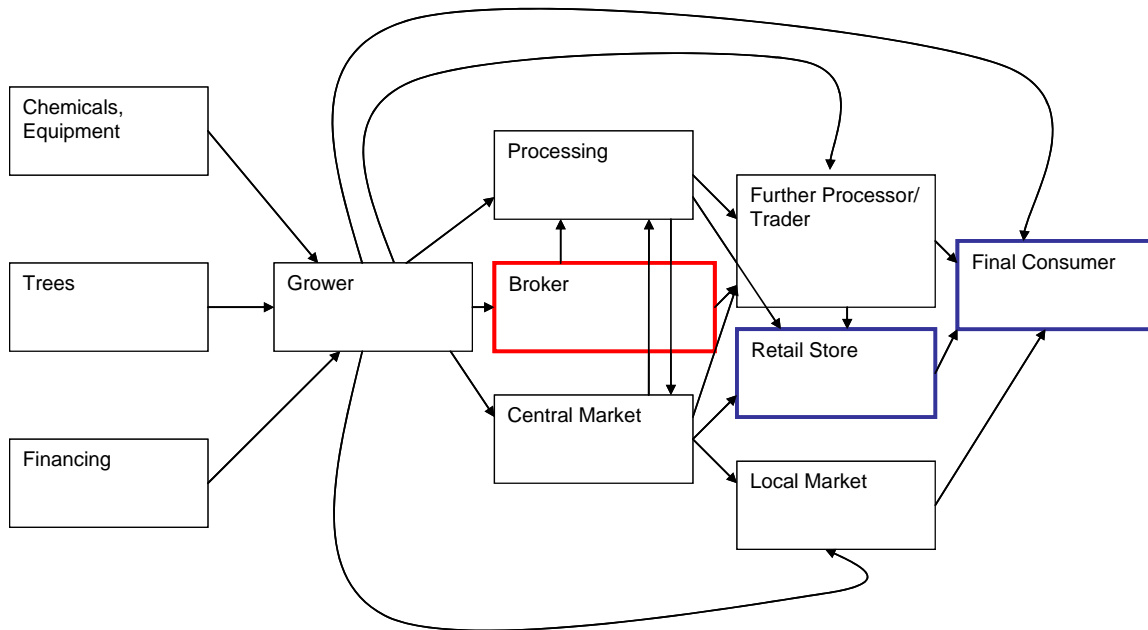 Chemicals,
Equipment
Trees
Financing
Grower
Processing
Broker
Central Market
Further Processor/
Trader
Retail Store
Local Market
Final Consumer